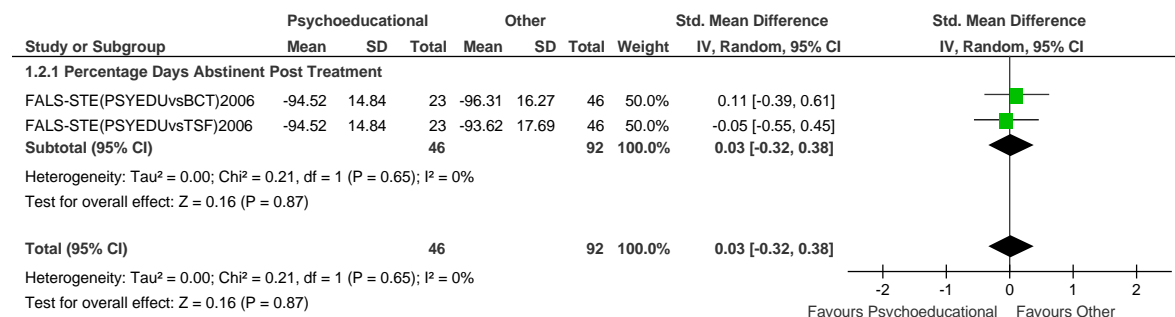 Psychoeducational Other Std. Mean Difference Std. Mean Difference
Study or Subgroup Mean SD Total Mean SD Total Weight IV, Random, 95% CI IV, Random, 95% CI
1.2.1 Percentage Days Abstinent Post Treatment
FALS-STE(PSYEDUvsBCT)2006 -94.52 14.84 23 -96.31 16.27 46 50.0% 0.11 [-0.39, 0.61]
FALS-STE(PSYEDUvsTSF)2006 -94.52 14.84 23 -93.62 17.69 46 50.0% -0.05 [-0.55, 0.45]
Subtotal (95% CI) 46 92 100.0% 0.03 [-0.32, 0.38]
Heterogeneity: Tau² = 0.00; Chi² = 0.21, df = 1 (P = 0.65); I² = 0%
Test for overall effect: Z = 0.16 (P = 0.87)
Total (95% CI) 46 92 100.0% 0.03 [-0.32, 0.38]
Heterogeneity: Tau² = 0.00; Chi² = 0.21, df = 1 (P = 0.65); I² = 0%
Test for overall effect: Z = 0.16 (P = 0.87)
-2 -1 0 1 2
Favours Psychoeducational Favours Other